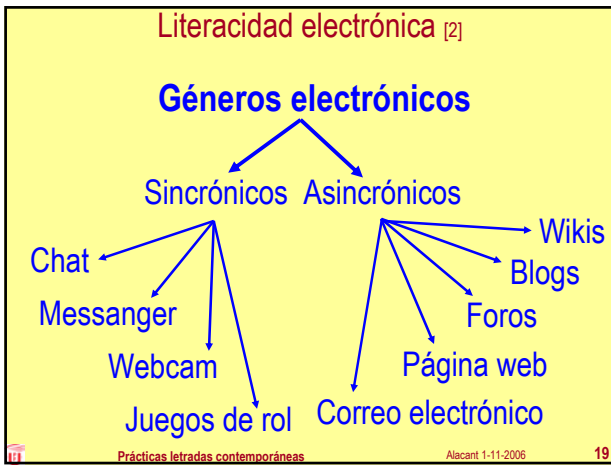 Literacidad electrónica [2]
Géneros electrónicos
Sincrónicos Asincrónicos
Chat
Messanger
Webcam
Juegos de rol
Wikis
Blogs
Foros
Página web
Correo electrónico
Prácticas letradas contemporáneas Alacant 1-11-2006 19